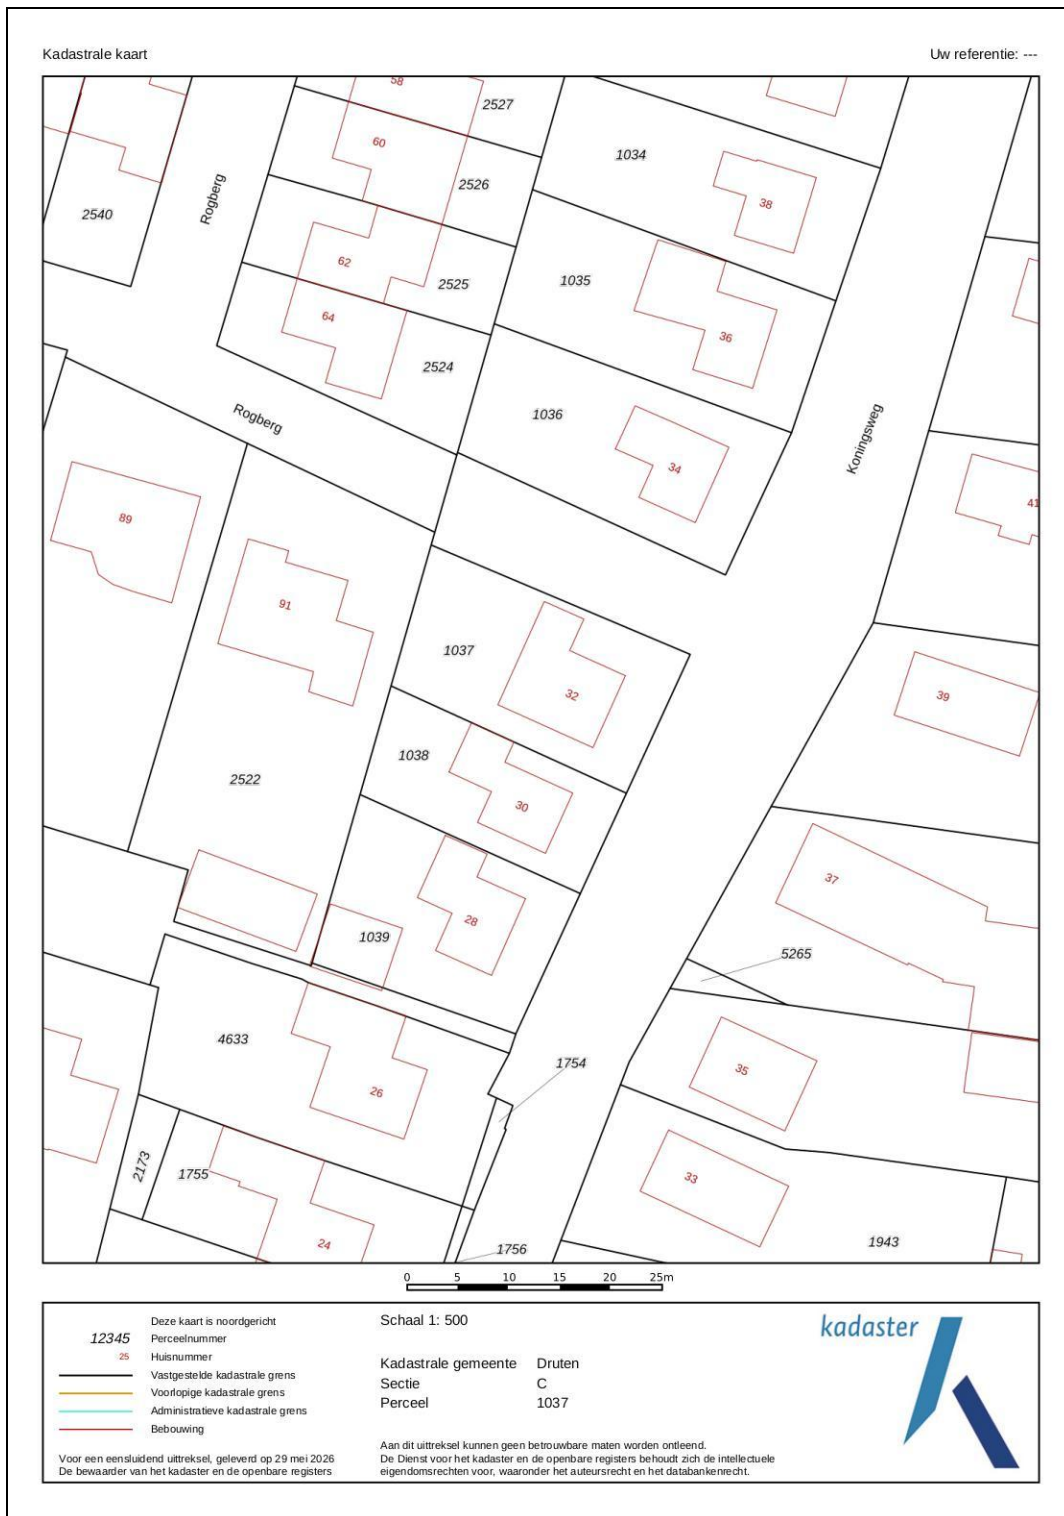 Kadastrale kaart
Uw referentie: ---
58
2527
60
1034
2526
38
Rogberg
2540
62
2525
1035
64
36
2524
1036
Rogberg
Koningsweg
34
41
89
91
1037
32
39
1038
2522
30
37
28
1039
5265
4633
1754
35
26
2173
1755
33
24
1756
1943
0 5 10 15 20 25m
Deze kaart is noordgericht
12345 Perceelnummer
25 Huisnummer
Vastgestelde kadastrale grens
Voorlopige kadastrale grens
Administratieve kadastrale grens
Bebouwing
Voor een eensluidend uittreksel, geleverd op 29 mei 2026
De bewaarder van het kadaster en de openbare registers
Schaal 1: 500
Kadastrale gemeente Druten
Sectie C
Perceel 1037
Aan dit uittreksel kunnen geen betrouwbare maten worden ontleend.
De Dienst voor het kadaster en de openbare registers behoudt zich de intellectuele
eigendomsrechten voor, waaronder het auteursrecht en het databankenrecht.
kadaster